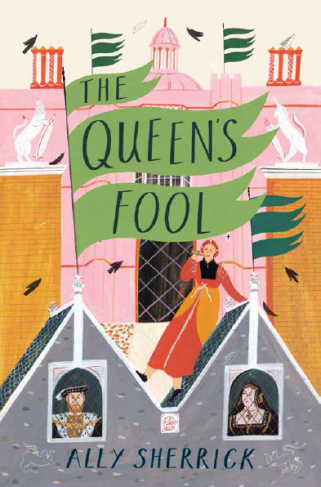 THE
QUEEN'S
FOOL
ALLY SHERRICK